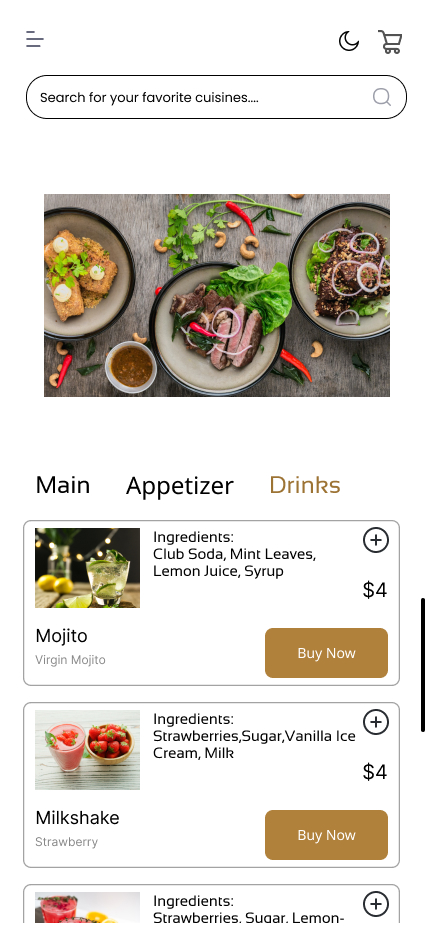 Search for your favorite cuisines....
Main Appetizer Drinks
Ingredients:
Club Soda, Mint Leaves,
Lemon Juice, Syrup
$4
Mojito
Virgin Mojito
Buy Now
Ingredients:
Strawberries,Sugar,Vanilla Ice
Cream, Milk
$4
Milkshake
Strawberry
Buy Now
Ingredients:
Strawberries, Sugar, Lemon-